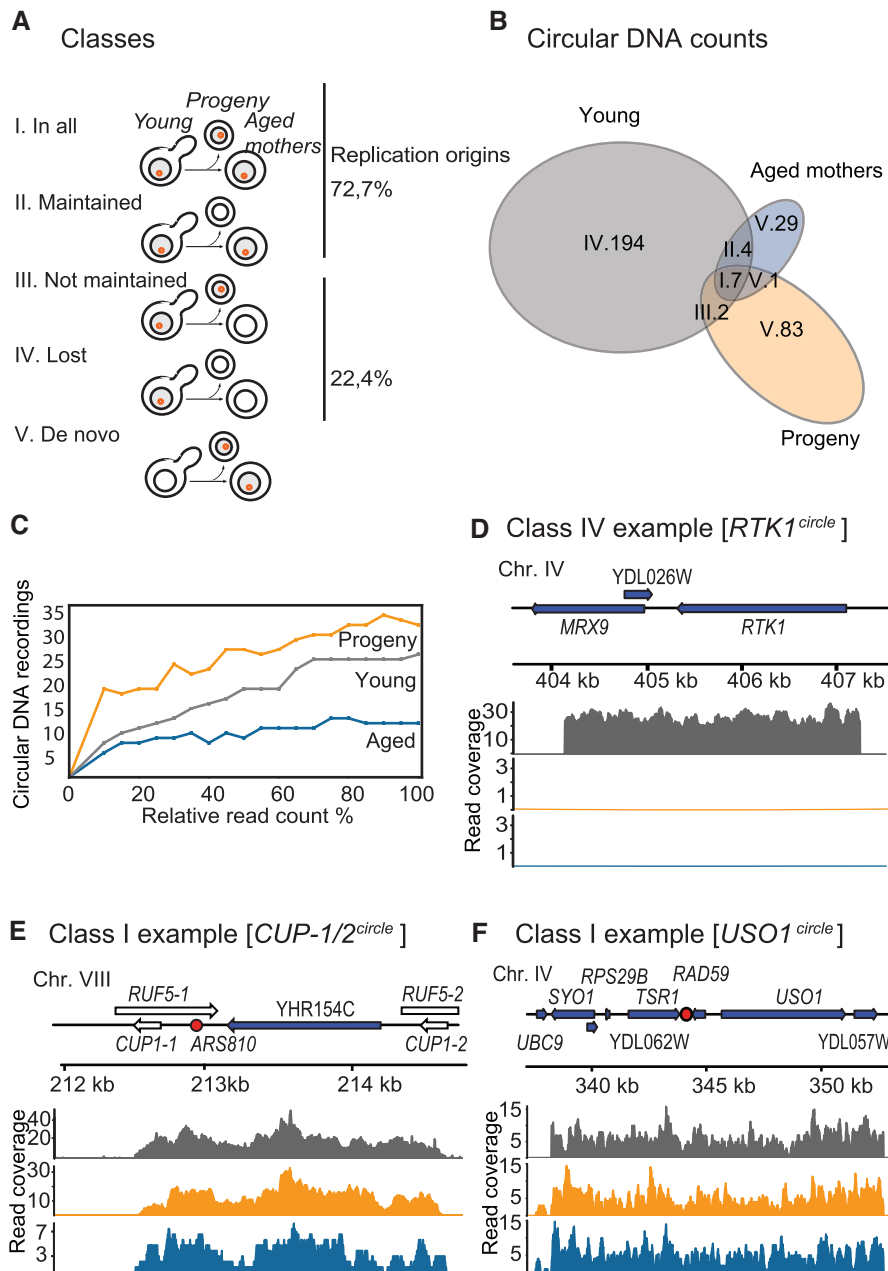 A
Classes
Progeny
Young
Aged
mothers
I. In all
II. Maintained
III. Not maintained
IV. Lost
V. De novo
Replication origins
72,7%
22,4%
B
Circular DNA counts
Young
Aged mothers
V.29
IV.194
II.4
I.7
V.1
III.2
V.83
Progeny
C
Circular DNA recordings
35
30
25
20
15
10
5
Progeny
Young
Aged
0
20
40
60
80
100
Relative read count %
D
Class IV example [RTK1circle]
Chr. IV
YDL026W
MRX9
RTK1
404 kb
405 kb
406 kb
407 kb
Read coverage
30
10
3
1
3
1
E
Class I example [CUP-1/2circle]
Chr. VIII
RUF5-1
YHR154C
RUF5-2
CUP1-1
ARS810
CUP1-2
212 kb
213kb
214 kb
Read coverage
40
20
30
10
7
3
F
Class I example [USO1circle]
Chr. IV
RPS29B
RAD59
SYO1
TSR1
USO1
UBC9
YDL062W
YDL057W
340 kb
345 kb
350 kb
Read coverage
15
5
15
5
15
5